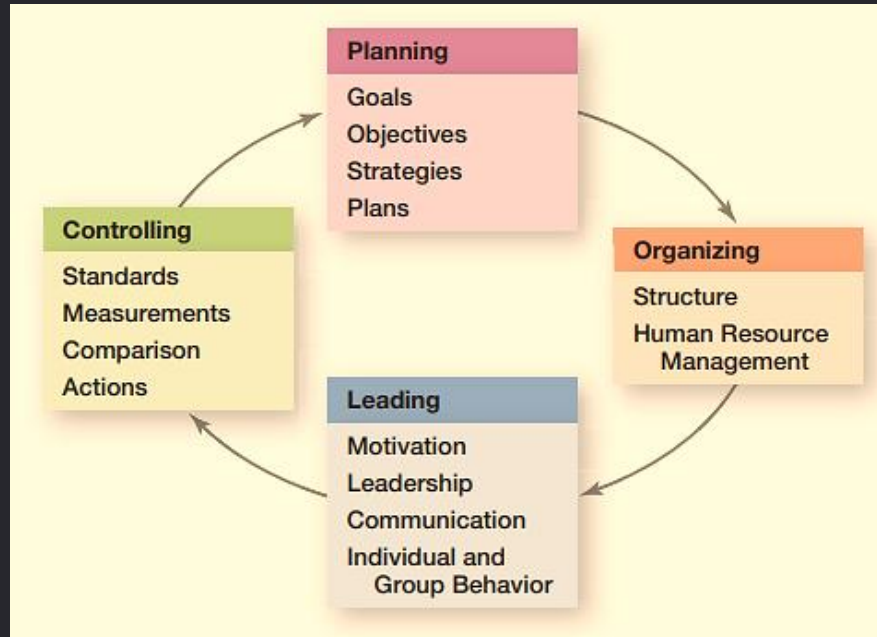 Planning
Goals
Objectives
Strategies
Plans
Organizing
Structure
Human Resource
Management
Leading
Motivation
Leadership
Communication
Individual and
Group Behavior
Controlling
Standards
Measurements
Comparison
Actions